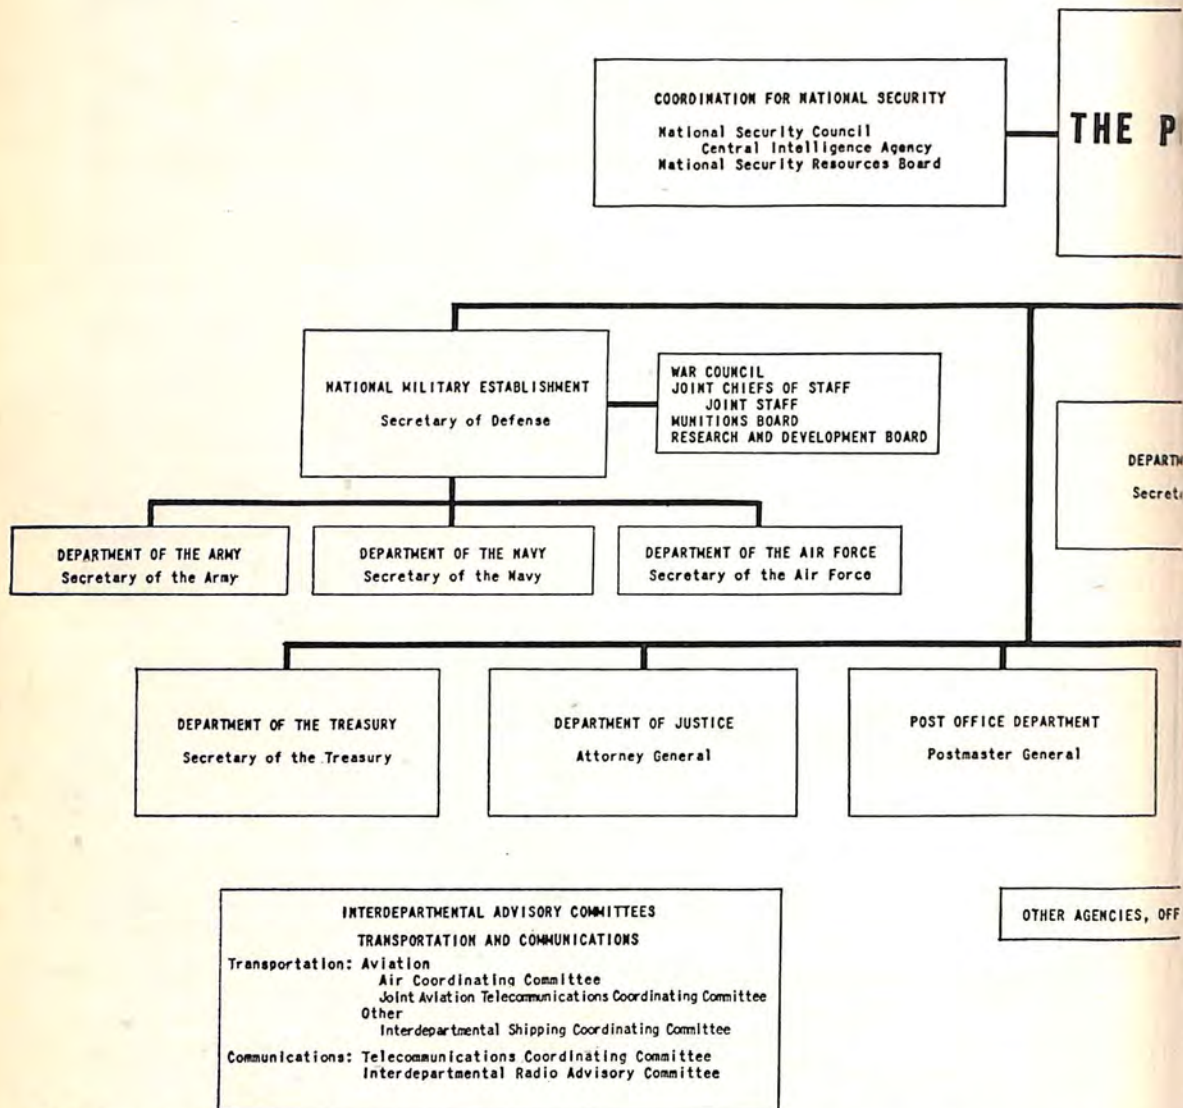 COORDINATION FOR NATIONAL SECURITY
National Security Council
Central Intelligence Agency
National Security Resources Board
THE P
NATIONAL MILITARY ESTABLISHMENT
Secretary of Defense
WAR COUNCIL
JOINT CHIEFS OF STAFF
JOINT STAFF
MUNITIONS BOARD
RESEARCH AND DEVELOPMENT BOARD
DEPARTM
Secreta
DEPARTMENT OF THE ARMY
Secretary of the Army
DEPARTMENT OF THE NAVY
Secretary of the Navy
DEPARTMENT OF THE AIR FORCE
Secretary of the Air Force
DEPARTMENT OF THE TREASURY
Secretary of the Treasury
DEPARTMENT OF JUSTICE
Attorney General
POST OFFICE DEPARTMENT
Postmaster General
INTERDEPARTMENTAL ADVISORY COMMITTEES
TRANSPORTATION AND COMMUNICATIONS
Transportation: Aviation
Air Coordinating Committee
Joint Aviation Telecommunications Coordinating Committee
Other
Interdepartmental Shipping Coordinating Committee
Communications: Telecommunications Coordinating Committee
Interdepartmental Radio Advisory Committee
OTHER AGENCIES, OFF